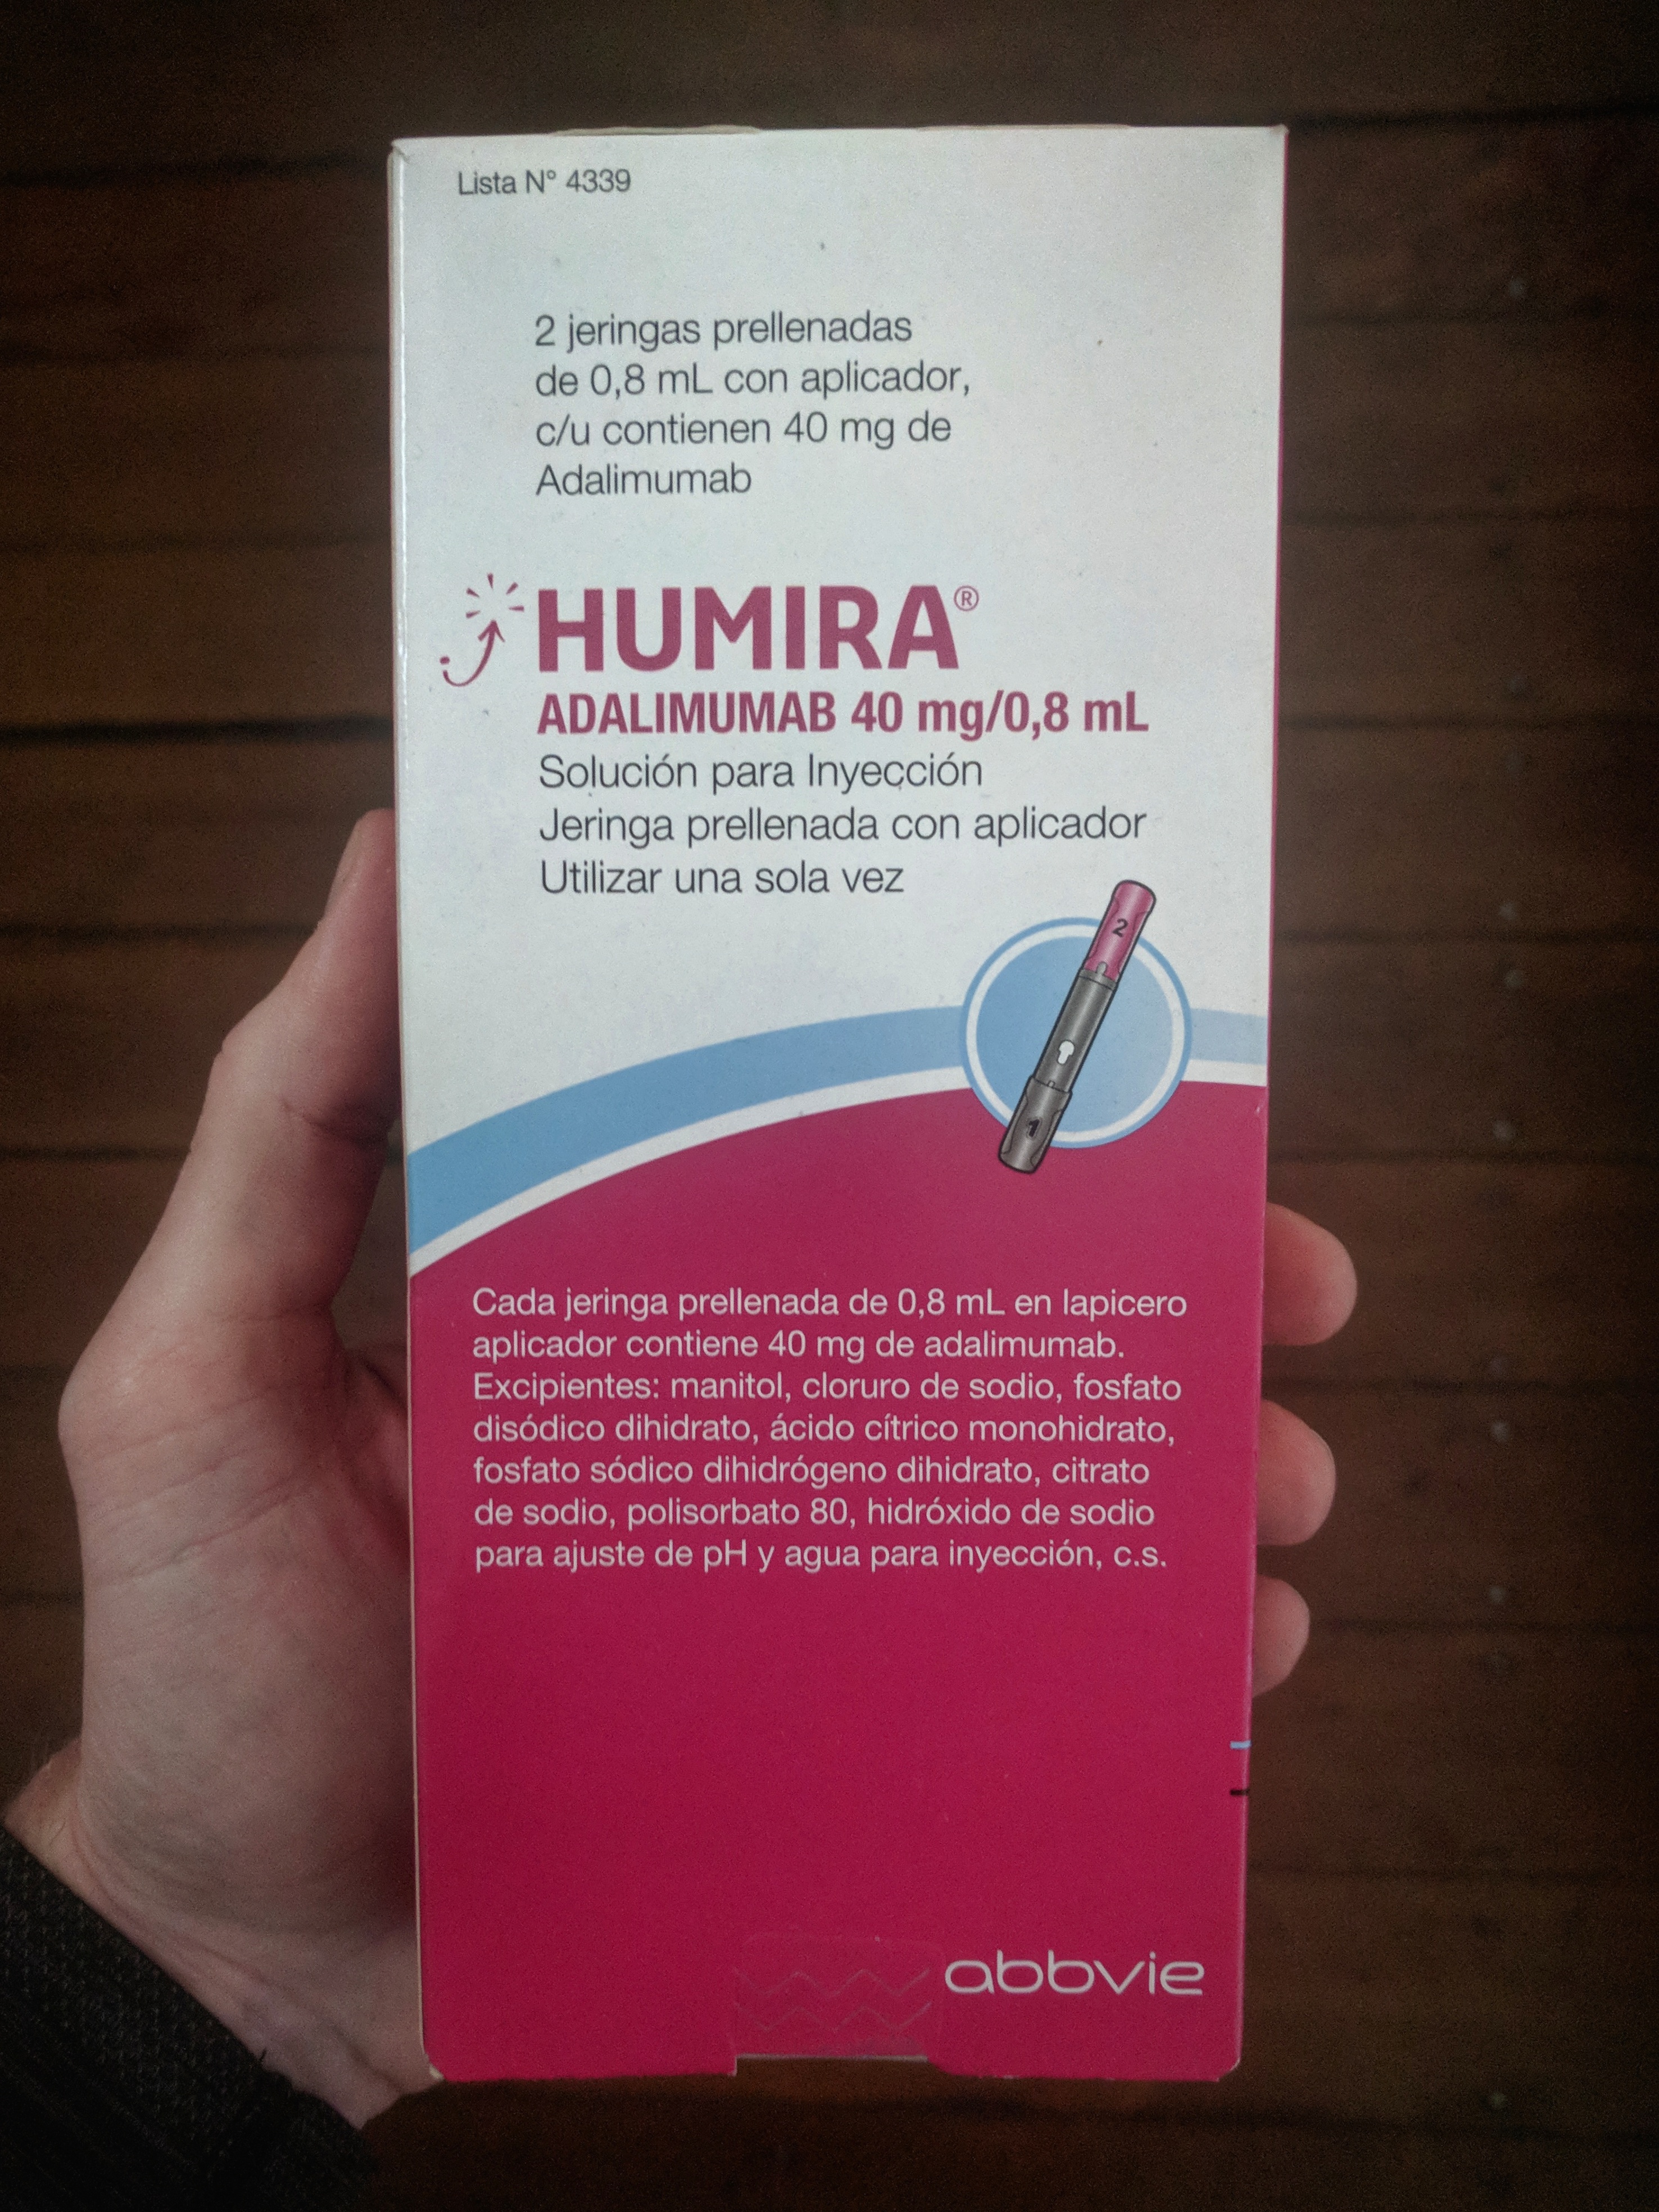 Lista N° 4339
2 jeringas prellenadas
de 0,8 mL con aplicador,
c/u contienen 40 mg de
Adalimumab
HUMIRA®
ADALIMUMAB 40 mg/0,8 mL
Solución para Inyección
Jeringa prellenada con aplicador
Utilizar una sola vez
2
1
Cada jeringa prellenada de 0,8 mL en lapicero
aplicador contiene 40 mg de adalimumab.
Excipientes: manitol, cloruro de sodio, fosfato
disódico dihidrato, ácido cítrico monohidrato,
fosfato sódico dihidrógeno dihidrato, citrato
de sodio, polisorbato 80, hidróxido de sodio
para ajuste de pH y agua para inyección, c.s.
abbvie